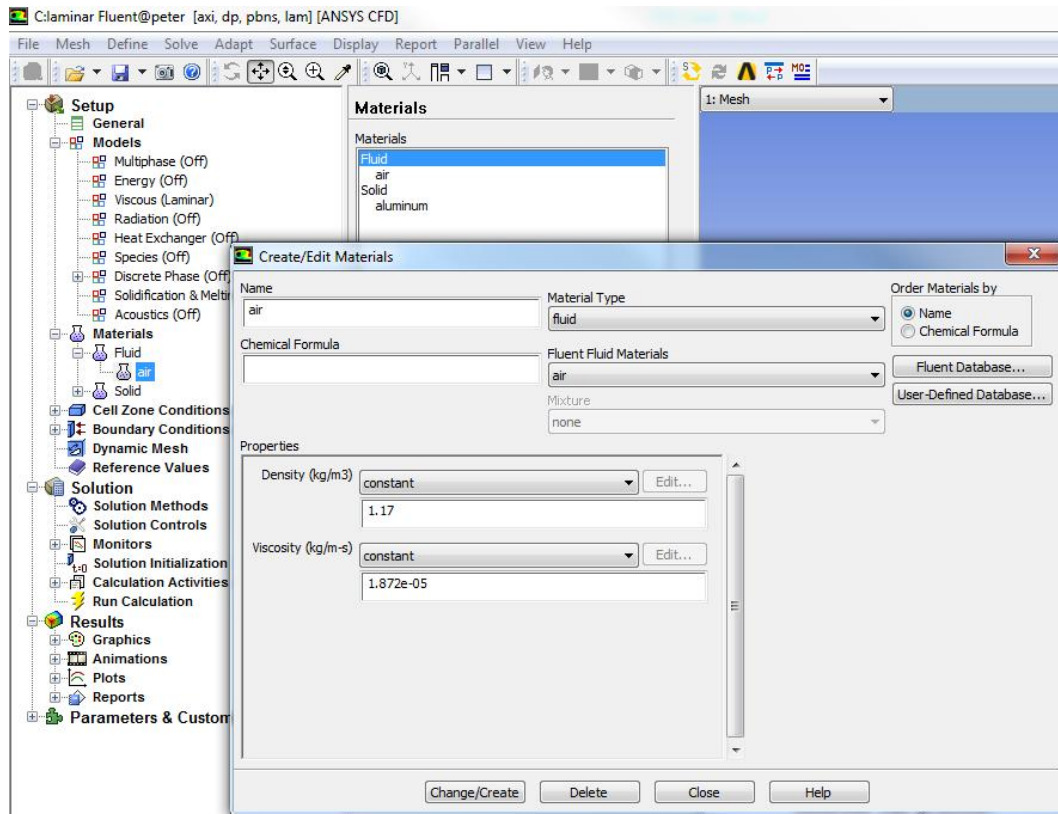 C:laminar Fluent@peter [axi, dp, pbns, lam] [ANSYS CFD]
File Mesh Define Solve Adapt Surface Display Report Parallel View Help
Setup
General
Models
Multiphase (Off)
Energy (Off)
Viscous (Laminar)
Radiation (Off)
Heat Exchanger (Off)
Species (Off)
Discrete Phase (Off
Solidification & Melti
Acoustics (Off)
Materials
Fluid
air
Solid
Cell Zone Conditions
Boundary Conditions
Dynamic Mesh
Reference Values
Solution
Solution Methods
Solution Controls
Monitors
Solution Initialization
Calculation Activities
Run Calculation
Results
Graphics
Animations
Plots
Reports
Parameters & Custom
Materials
Materials
Fluid
air
Solid
aluminum
1: Mesh
Create/Edit Materials
Name
air
Chemical Formula
Material Type
fluid
Fluent Fluid Materials
air
Mixture
none
Order Materials by
Name
Chemical Formula
Fluent Database...
User-Defined Database...
Properties
Density (kg/m3) constant Edit...
1.17
Viscosity (kg/m-s) constant Edit...
1.872e-05
Change/Create Delete Close Help